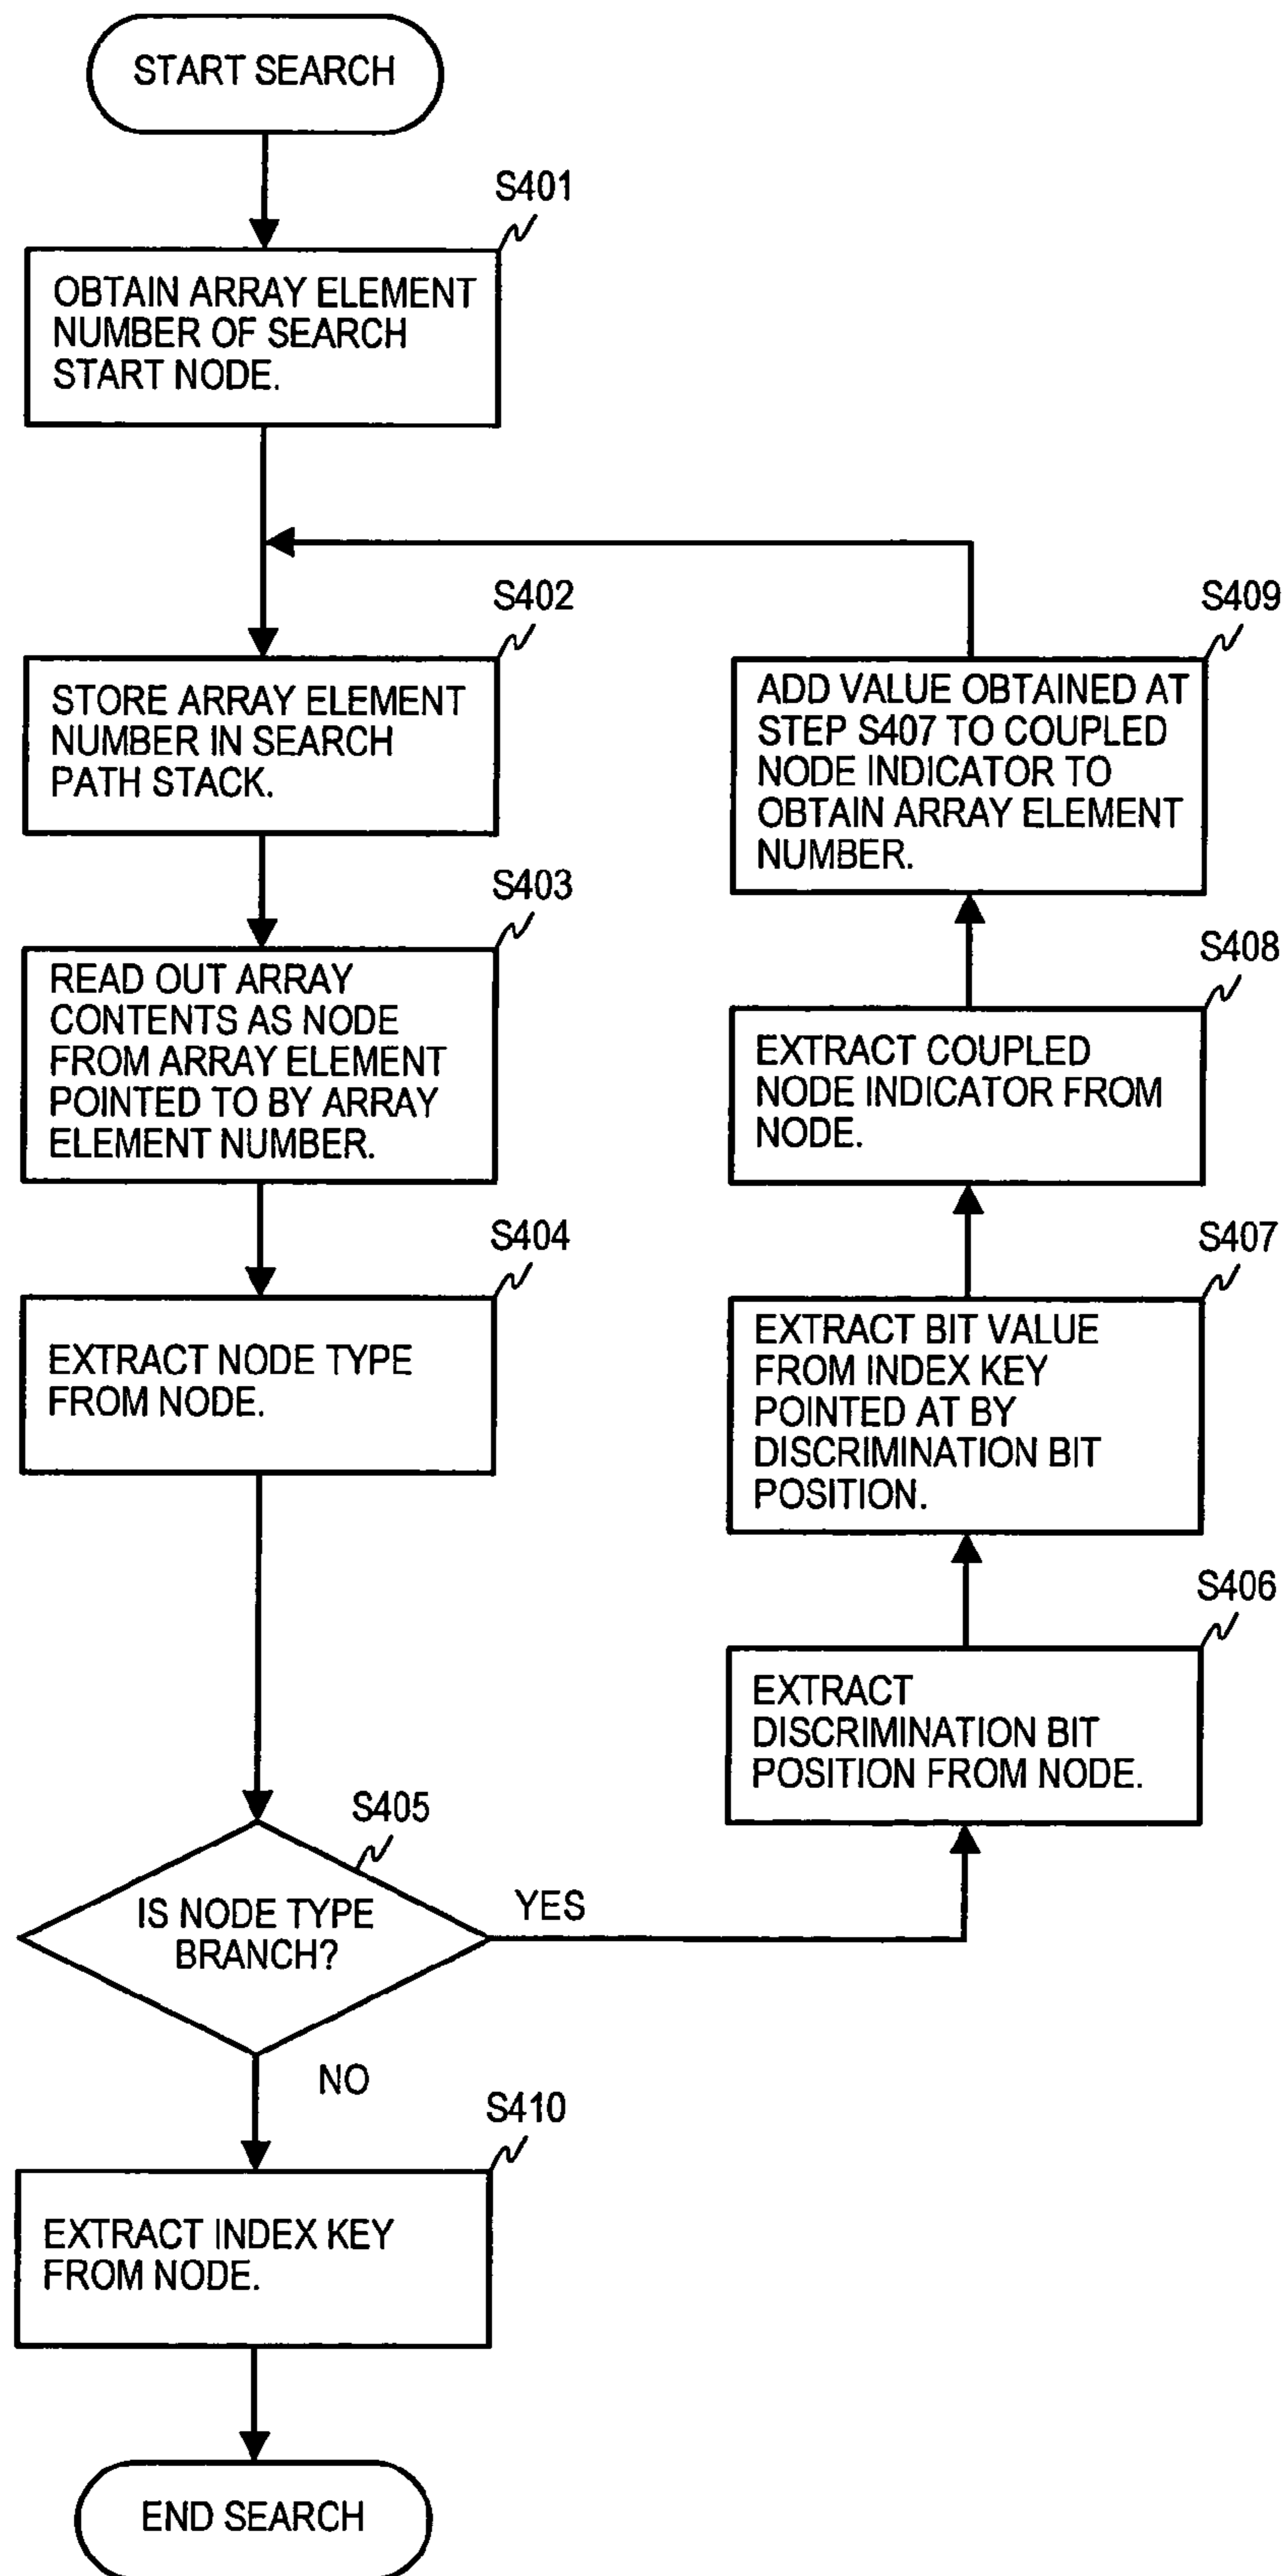 START SEARCH
S401
OBTAIN ARRAY ELEMENT
NUMBER OF SEARCH
START NODE.
S402
STORE ARRAY ELEMENT
NUMBER IN SEARCH
PATH STACK.
S403
READ OUT ARRAY
CONTENTS AS NODE
FROM ARRAY ELEMENT
POINTED TO BY ARRAY
ELEMENT NUMBER.
S404
EXTRACT NODE TYPE
FROM NODE.
S405
IS NODE TYPE
BRANCH?
YES
NO
S406
EXTRACT
DISCRIMINATION BIT
POSITION FROM NODE.
S407
EXTRACT BIT VALUE
FROM INDEX KEY
POINTED AT BY
DISCRIMINATION BIT
POSITION.
S408
EXTRACT COUPLED
NODE INDICATOR FROM
NODE.
S409
ADD VALUE OBTAINED AT
STEP S407 TO COUPLED
NODE INDICATOR TO
OBTAIN ARRAY ELEMENT
NUMBER.
S410
EXTRACT INDEX KEY
FROM NODE.
END SEARCH